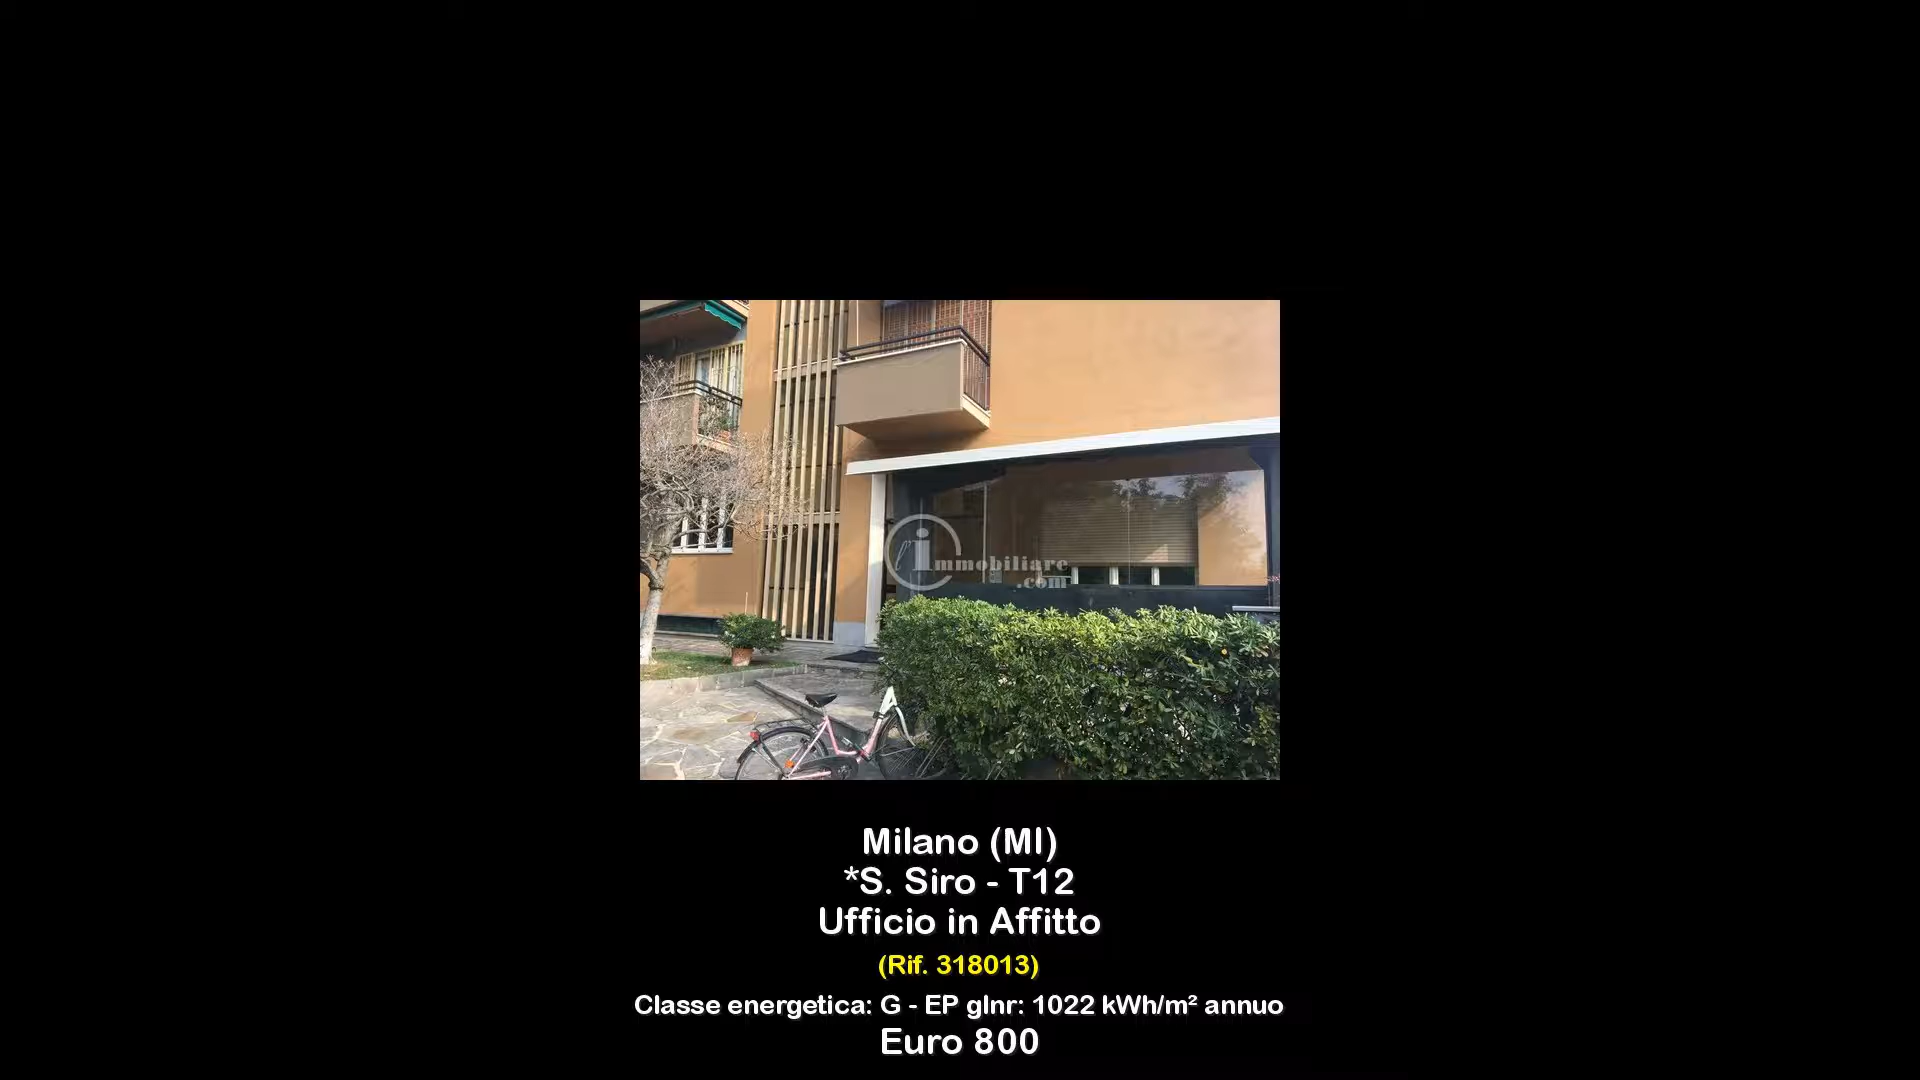 l'immobiliare
.com
Milano (MI)
*S. Siro - T12
Ufficio in Affitto
(Rif. 318013)
Classe energetica: G - EP glnr: 1022 kWh/m² annuo
Euro 800